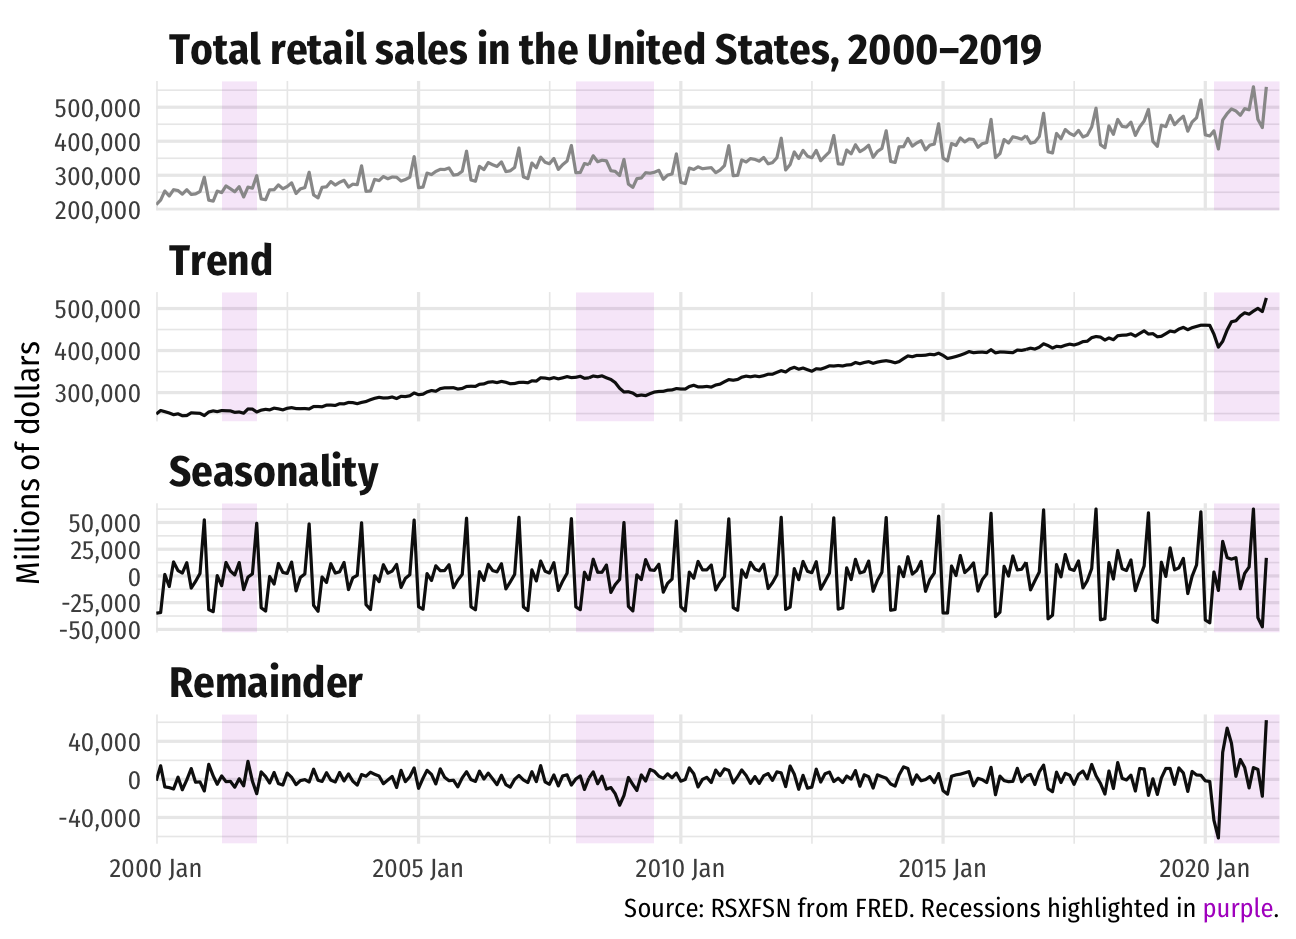 Total retail sales in the United States, 2000–2019
500,000
400,000
300,000
200,000
Trend
500,000
400,000
300,000
Millions of dollars
Seasonality
50,000
25,000
0
-25,000
-50,000
Remainder
40,000
0
-40,000
2000 Jan 2005 Jan 2010 Jan 2015 Jan 2020 Jan
Source: RSXFSN from FRED. Recessions highlighted in purple.